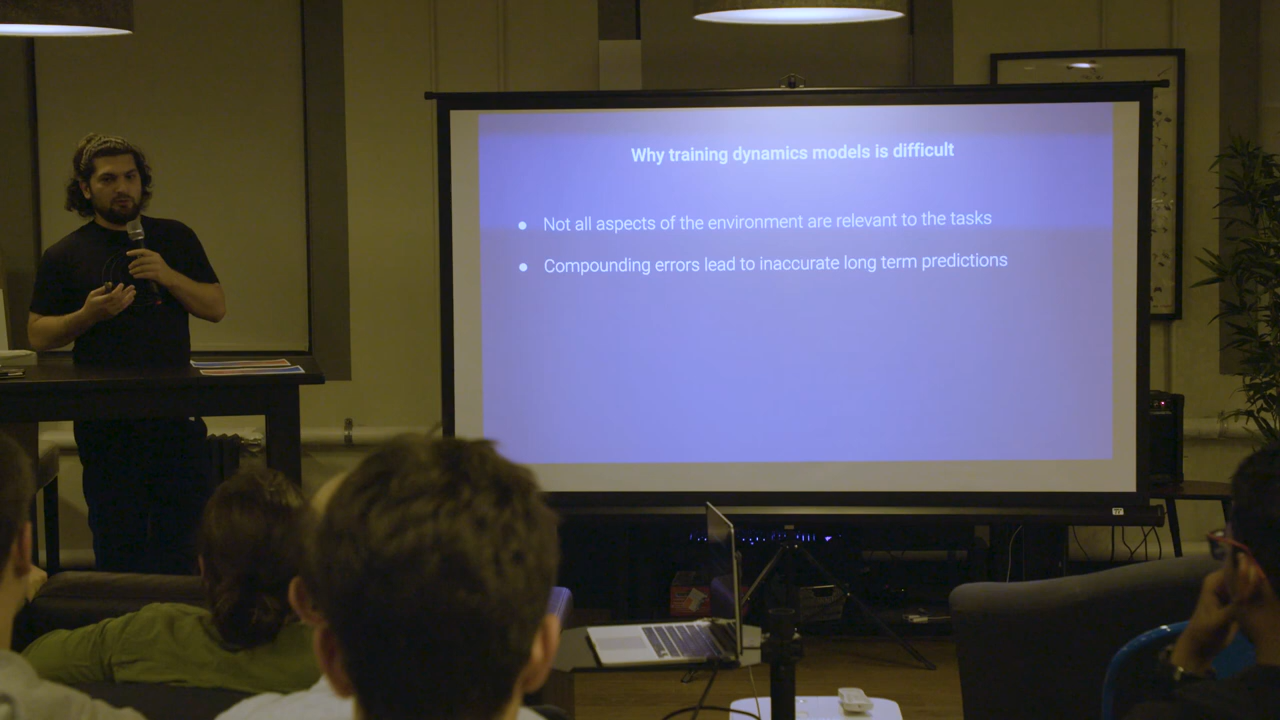 Why training dynamics models is difficult
● Not all aspects of the environment are relevant to the tasks
● Compounding errors lead to inaccurate long term predictions